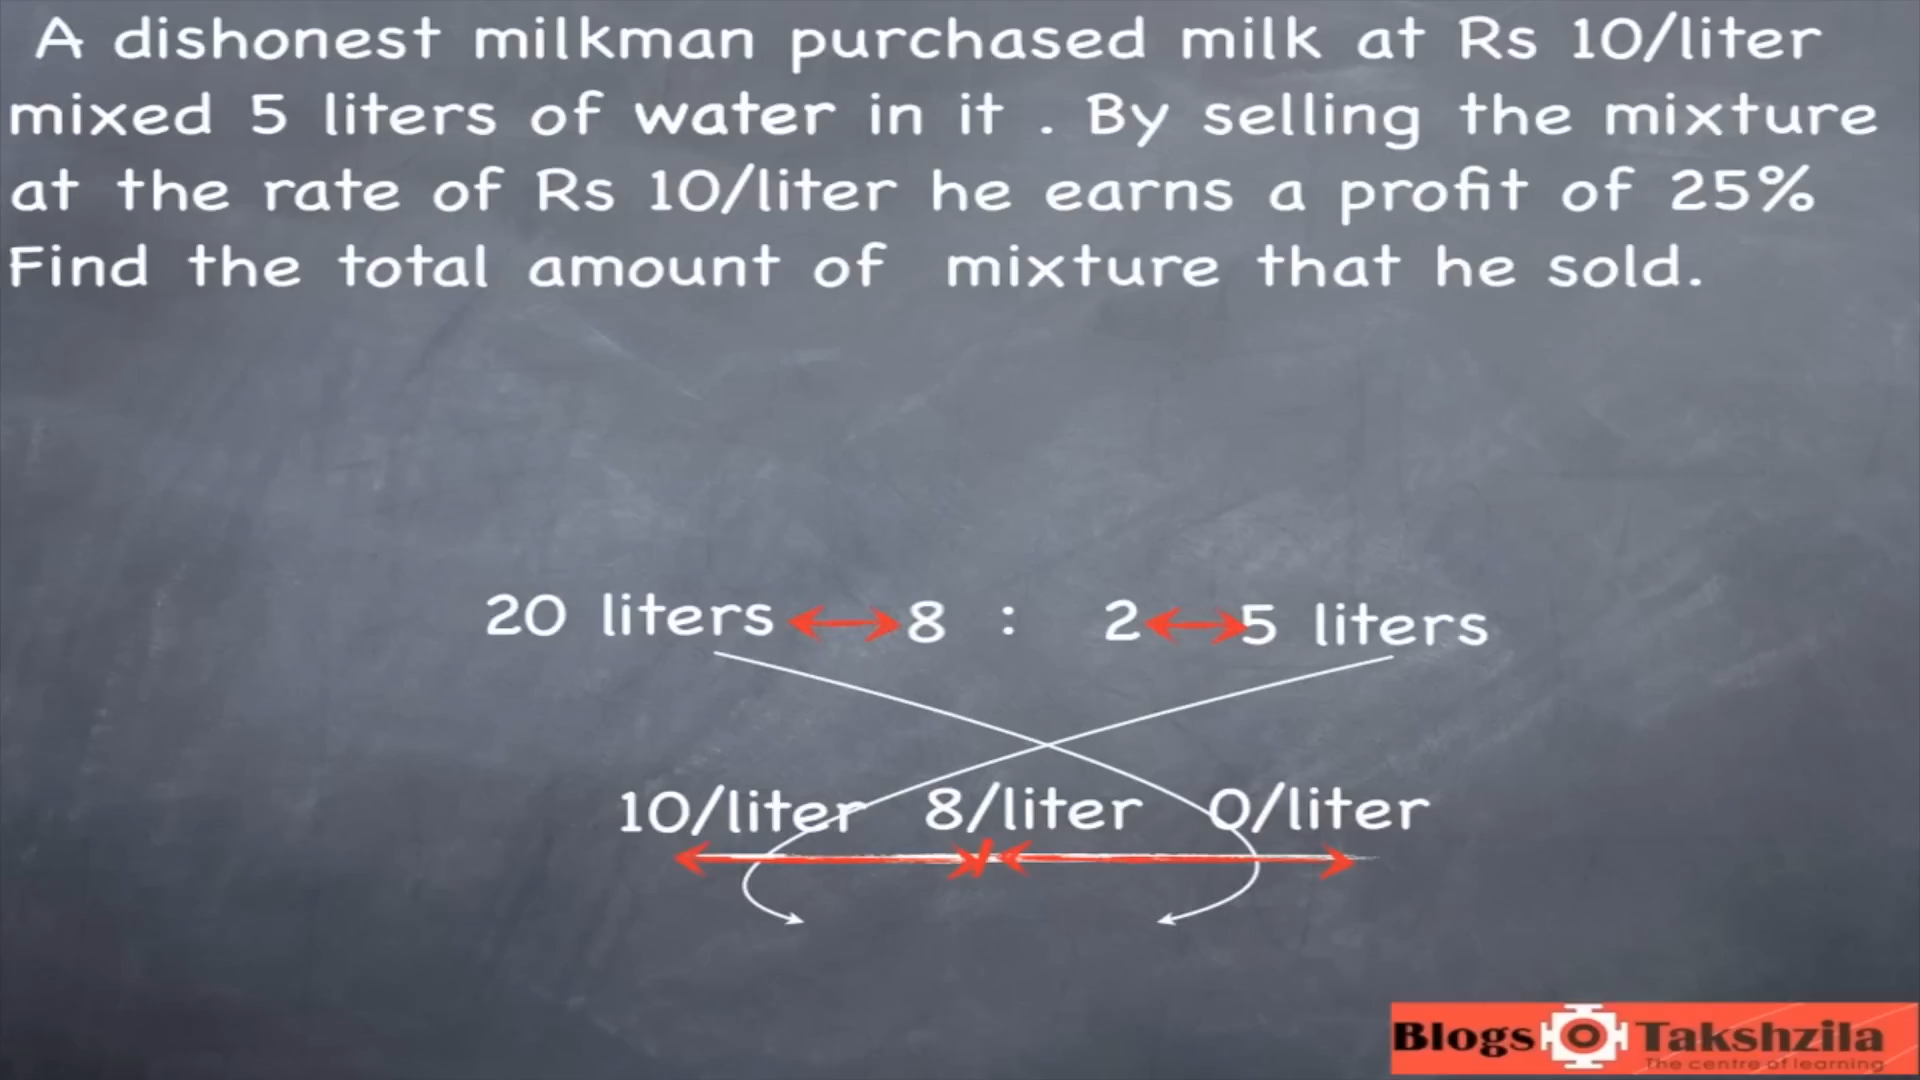 A dishonest milkman purchased milk at Rs 10/liter
mixed 5 liters of water in it . By selling the mixture
at the rate of Rs 10/liter he earns a profit of 25%
Find the total amount of mixture that he sold.
20 liters 8 : 2 5 liters
10/liter 8/liter 0/liter
Blogs Takshzila
The centre of learning